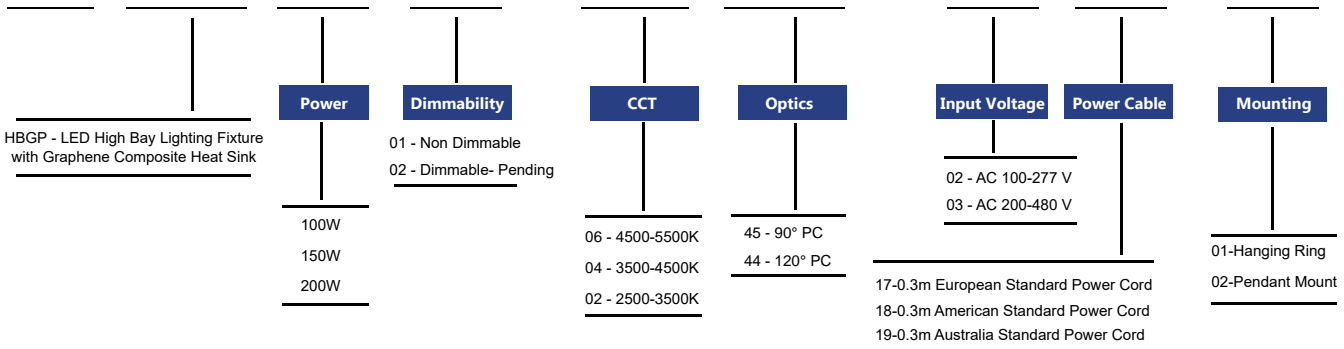 Power
Dimmability
CCT
Optics
Input Voltage
Power Cable
Mounting
HBGP - LED High Bay Lighting Fixture
with Graphene Composite Heat Sink
100W
150W
200W
01 - Non Dimmable
02 - Dimmable- Pending
06 - 4500-5500K
04 - 3500-4500K
02 - 2500-3500K
45 - 90° PC
44 - 120° PC
02 - AC 100-277 V
03 - AC 200-480 V
17-0.3m European Standard Power Cord
18-0.3m American Standard Power Cord
19-0.3m Australia Standard Power Cord
01-Hanging Ring
02-Pendant Mount